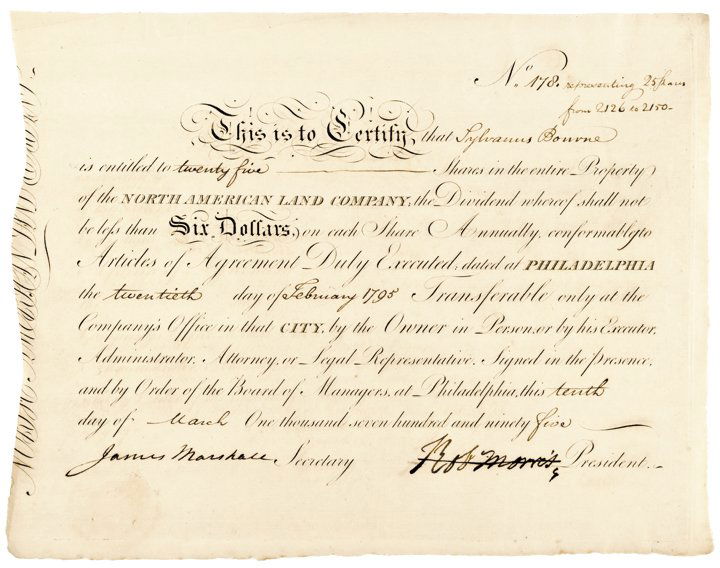 No. 178. representing 25 shares
from 2126 to 2150-
This is to Certify, that Sylvanus Bourne
is entitled to twenty five Shares in the entire Property
of the NORTH AMERICAN LAND COMPANY; the Dividend whereof shall not
be less than Six Dollars, on each Share Annually, conformably to
Articles of Agreement Duly Executed; dated at PHILADELPHIA
the twentieth day of February 1795 Transferable only at the
Company's Office in that CITY, by the Owner in Person, or by his Executor,
Administrator, Attorney, or Legal Representative. Signed in the presence,
and by Order of the Board of Managers, at Philadelphia, this tenth
day of March One thousand seven hundred and ninety five
James Marshall Secretary Rob Morris, President.